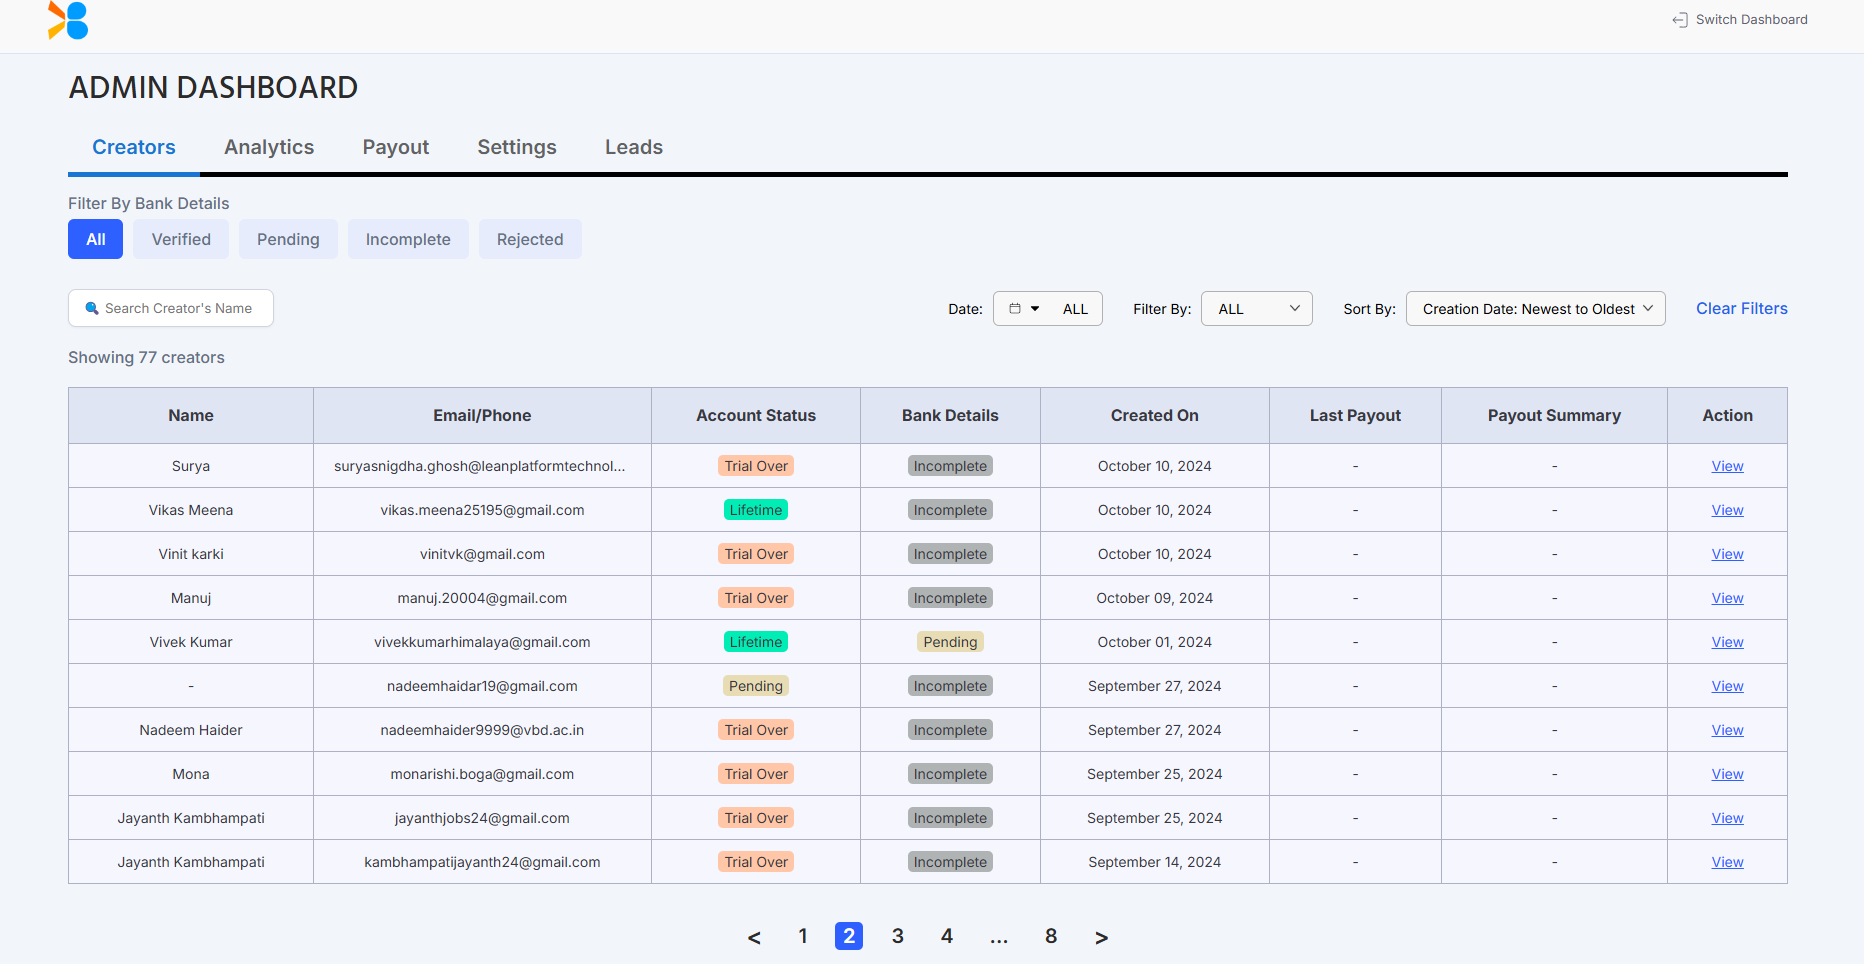 Switch Dashboard
ADMIN DASHBOARD
Creators Analytics Payout Settings Leads
Filter By Bank Details
All Verified Pending Incomplete Rejected
Search Creator's Name Date: ALL Filter By: ALL Sort By: Creation Date: Newest to Oldest Clear Filters
Showing 77 creators
Name Email/Phone Account Status Bank Details Created On Last Payout Payout Summary Action
Surya suryasnigdha.ghosh@leanplatformtechnol... Trial Over Incomplete October 10, 2024 - - View
Vikas Meena vikas.meena25195@gmail.com Lifetime Incomplete October 10, 2024 - - View
Vinit karki vinitvk@gmail.com Trial Over Incomplete October 10, 2024 - - View
Manuj manuj.20004@gmail.com Trial Over Incomplete October 09, 2024 - - View
Vivek Kumar vivekkumarhimalaya@gmail.com Lifetime Pending October 01, 2024 - - View
- nadeemhaidar19@gmail.com Pending Incomplete September 27, 2024 - - View
Nadeem Haider nadeemhaider9999@vbd.ac.in Trial Over Incomplete September 27, 2024 - - View
Mona monarishi.boga@gmail.com Trial Over Incomplete September 25, 2024 - - View
Jayanth Kambhampati jayanthjobs24@gmail.com Trial Over Incomplete September 25, 2024 - - View
Jayanth Kambhampati kambhampatijayanth24@gmail.com Trial Over Incomplete September 14, 2024 - - View
< 1 2 3 4 ... 8 >